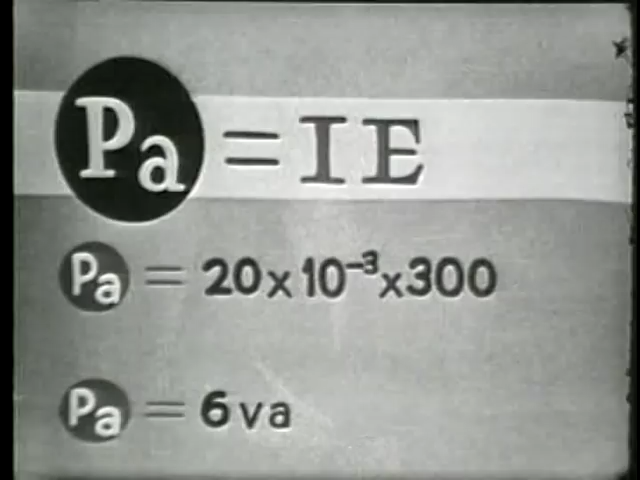 Pa = IE
Pa = 20x10⁻³x300
Pa = 6va